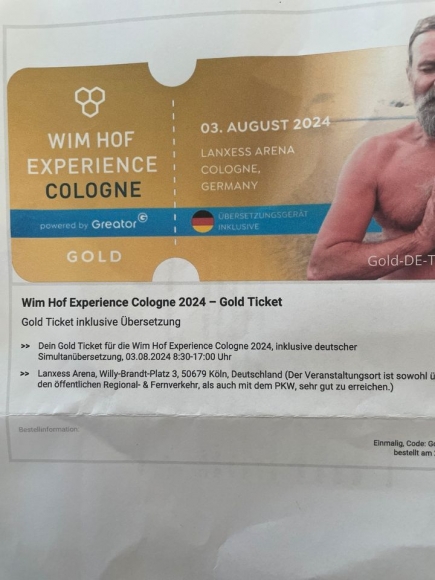 WIM HOF
EXPERIENCE
COLOGNE
powered by Greator G
GOLD
03. AUGUST 2024
LANXESS ARENA
COLOGNE,
GERMANY
ÜBERSETZUNGSGERÄT
INKLUSIVE
Gold-DE-T
Wim Hof Experience Cologne 2024 – Gold Ticket
Gold Ticket inklusive Übersetzung
>> Dein Gold Ticket für die Wim Hof Experience Cologne 2024, inklusive deutscher
Simultanübersetzung, 03.08.2024 8:30-17:00 Uhr
>> Lanxess Arena, Willy-Brandt-Platz 3, 50679 Köln, Deutschland (Der Veranstaltungsort ist sowohl ü
den öffentlichen Regional- & Fernverkehr, als auch mit dem PKW, sehr gut zu erreichen.)
Bestellinformation:
Einmalig, Code: G
bestellt am